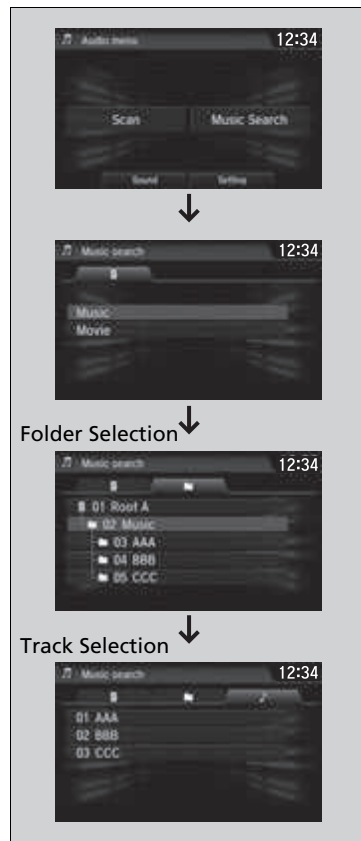 Audio menu 12:34
Scan Music Search
Sound Setting
Music search 12:34
Music
Movie
Folder Selection
Music search 12:34
01 Root A
02 Music
03 AAA
04 BBB
05 CCC
Track Selection
Music search 12:34
01 AAA
02 BBB
03 CCC